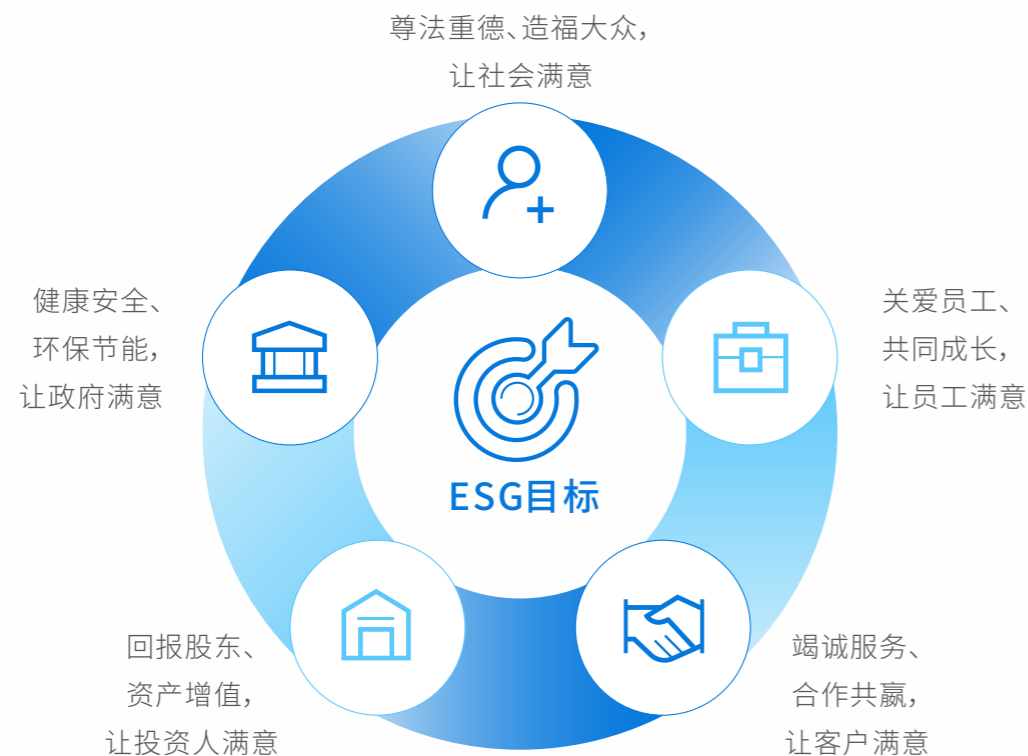 尊法重德、造福大众，
让社会满意
健康安全、
环保节能，
让政府满意
关爱员工、
共同成长，
让员工满意
ESG目标
回报股东、
资产增值，
让投资人满意
竭诚服务、
合作共赢，
让客户满意